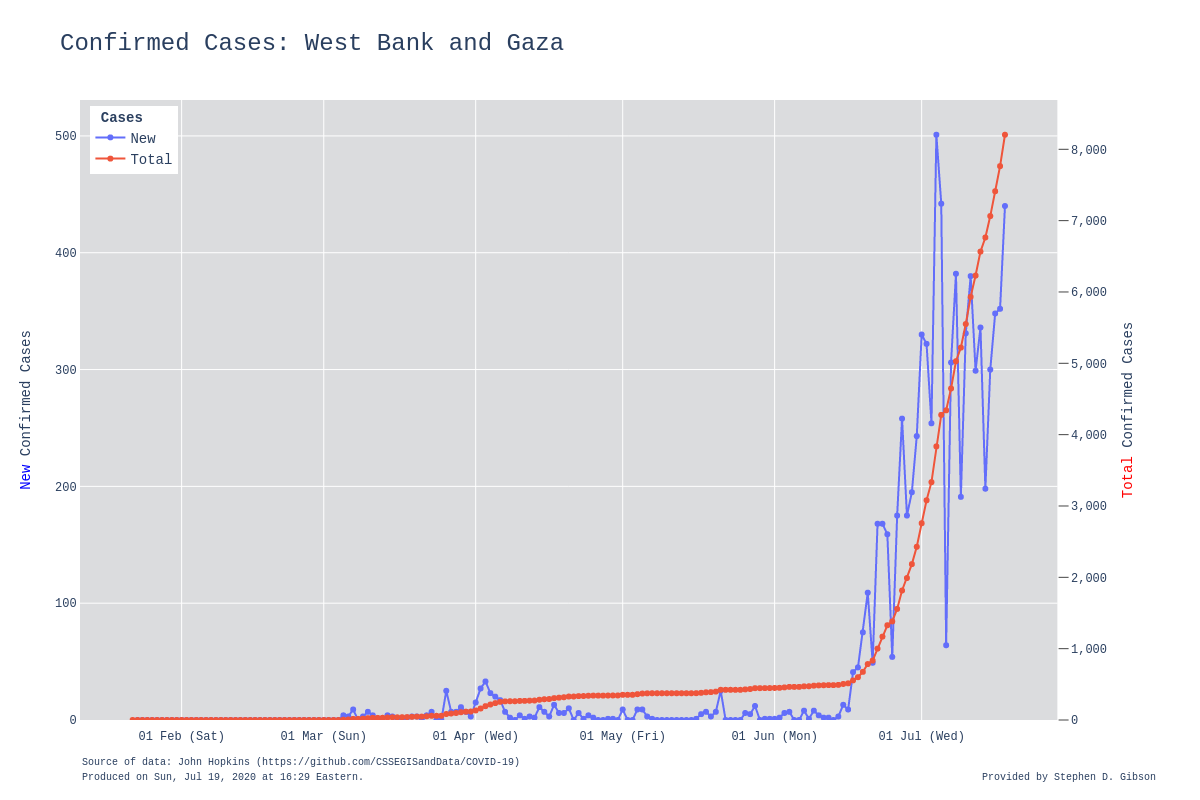 Confirmed Cases: West Bank and Gaza
Cases
New
Total
500
400
300
200
100
0
8,000
7,000
6,000
5,000
4,000
3,000
2,000
1,000
0
New Confirmed Cases
Total Confirmed Cases
01 Feb (Sat)
01 Mar (Sun)
01 Apr (Wed)
01 May (Fri)
01 Jun (Mon)
01 Jul (Wed)
Source of data: John Hopkins (https://github.com/CSSEGISandData/COVID-19)
Produced on Sun, Jul 19, 2020 at 16:29 Eastern.
Provided by Stephen D. Gibson